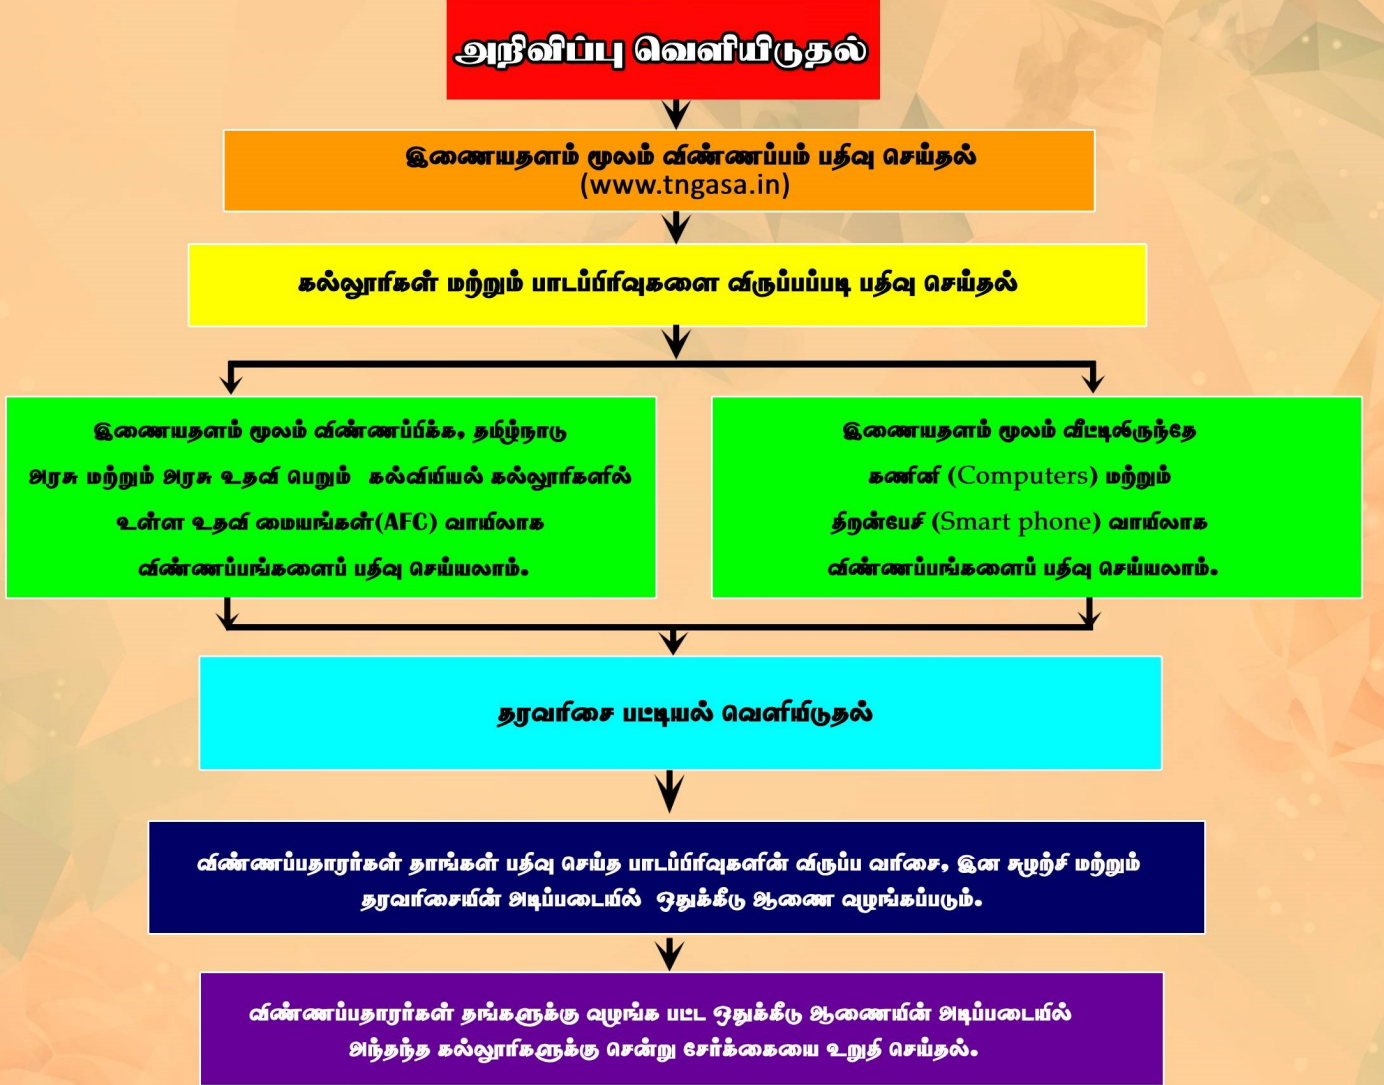 அறிவிப்பு வெளியிடுதல்
இணையதளம் மூலம் விண்ணப்பம் பதிவு செய்தல்
(www.tngasa.in)
கல்லூரிகள் மற்றும் பாடப்பிரிவுகளை விருப்பப்படி பதிவு செய்தல்
இணையதளம் மூலம் விண்ணப்பிக்க, தமிழ்நாடு
அரசு மற்றும் அரசு உதவி பெறும் கல்வியியல் கல்லூரிகளில்
உள்ள உதவி மையங்கள்(AFC) வாயிலாக
விண்ணப்பங்களைப் பதிவு செய்யலாம்.
இணையதளம் மூலம் வீட்டிலிருந்தே
கணினி (Computers) மற்றும்
திறன்பேசி (Smart phone) வாயிலாக
விண்ணப்பங்களைப் பதிவு செய்யலாம்.
தரவரிசை பட்டியல் வெளியிடுதல்
விண்ணப்பதாரர்கள் தாங்கள் பதிவு செய்த பாடப்பிரிவுகளின் விருப்ப வரிசை, இன சுழற்சி மற்றும்
தரவரிசையின் அடிப்படையில் ஒதுக்கீடு ஆணை வழங்கப்படும்.
விண்ணப்பதாரர்கள் தங்களுக்கு வழங்க பட்ட ஒதுக்கீடு ஆணையின் அடிப்படையில்
அந்தந்த கல்லூரிகளுக்கு சென்று சேர்க்கையை உறுதி செய்தல்.